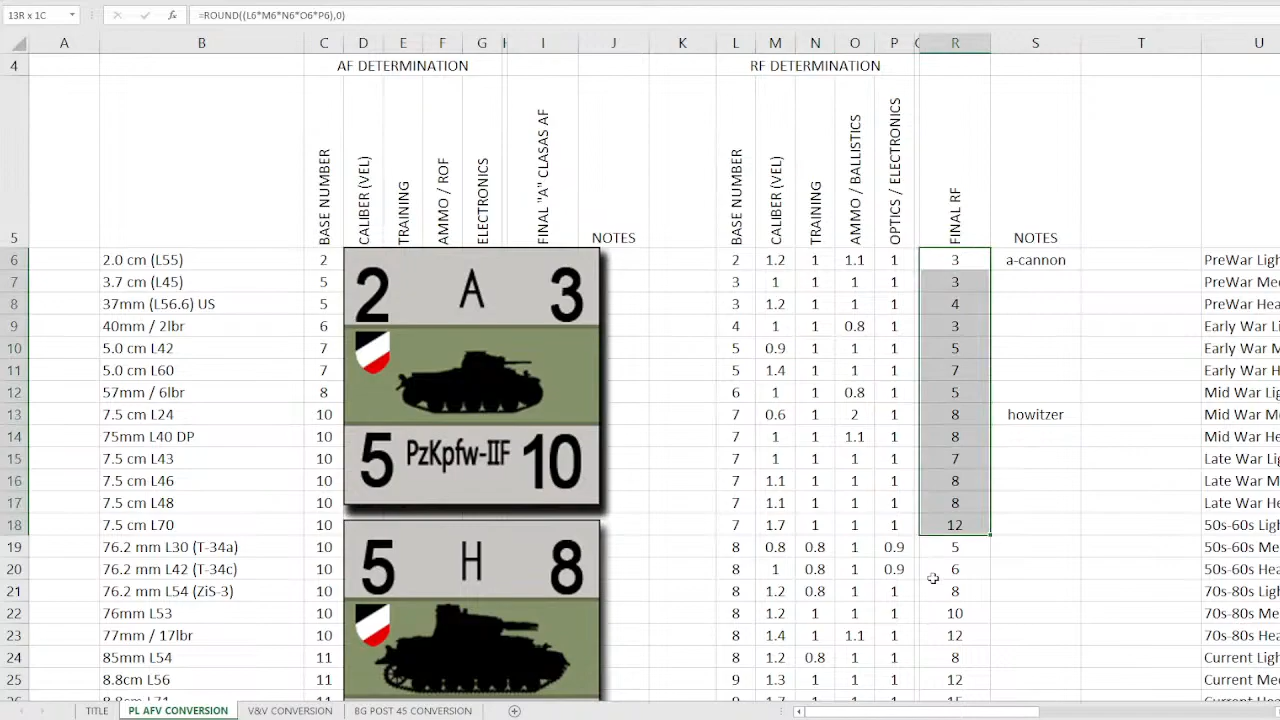 13R x 1C fx =ROUND((L6*M6*N6*O6*P6),0)
A B C D E F G H I J K L M N O P R S T U
4 AF DETERMINATION RF DETERMINATION
5 BASE NUMBER CALIBER (VEL) TRAINING AMMO / ROF ELECTRONICS FINAL "A" CLASAS AF NOTES BASE NUMBER CALIBER (VEL) TRAINING AMMO / BALLISTICS OPTICS / ELECTRONICS FINAL RF NOTES
6 2.0 cm (L55) 2 2 1.2 1 1.1 1 3 a-cannon PreWar Ligh
7 3.7 cm (L45) 5 3 1 1 1 1 3 PreWar Me
8 37mm (L56.6) US 5 3 1.2 1 1 1 4 PreWar Hea
9 40mm / 2lbr 6 4 1 1 0.8 1 3 Early War Li
10 5.0 cm L42 7 5 0.9 1 1 1 5 Early War M
11 5.0 cm L60 7 5 1.4 1 1 1 7 Early War H
12 57mm / 6lbr 8 6 1 1 0.8 1 5 Mid War Lig
13 7.5 cm L24 10 7 0.6 1 2 1 8 howitzer Mid War M
14 75mm L40 DP 10 7 1 1 1.1 1 8 Mid War He
15 7.5 cm L43 10 7 1 1 1 1 7 Late War Li
16 7.5 cm L46 10 7 1.1 1 1 1 8 Late War M
17 7.5 cm L48 10 7 1.1 1 1 1 8 Late War H
18 7.5 cm L70 10 7 1.7 1 1 1 12 50s-60s Lig
19 76.2 mm L30 (T-34a) 10 8 0.8 0.8 1 0.9 5 50s-60s Me
20 76.2 mm L42 (T-34c) 10 8 1 0.8 1 0.9 6 50s-60s Hea
21 76.2 mm L54 (ZiS-3) 10 8 1.2 0.8 1 1 8 70s-80s Lig
22 76mm L53 10 8 1.2 1 1 1 10 70s-80s Me
23 77mm / 17lbr 10 8 1.4 1 1.1 1 12 70s-80s He
24 85mm L54 11 8 1.2 0.8 1 1 8 Current Lig
25 8.8cm L56 11 9 1.3 1 1 1 12 Current Me
2 A 3
5 PzKpfw-IIF 10
5 H 8
TITLE PL AFV CONVERSION V&V CONVERSION BG POST 45 CONVERSION